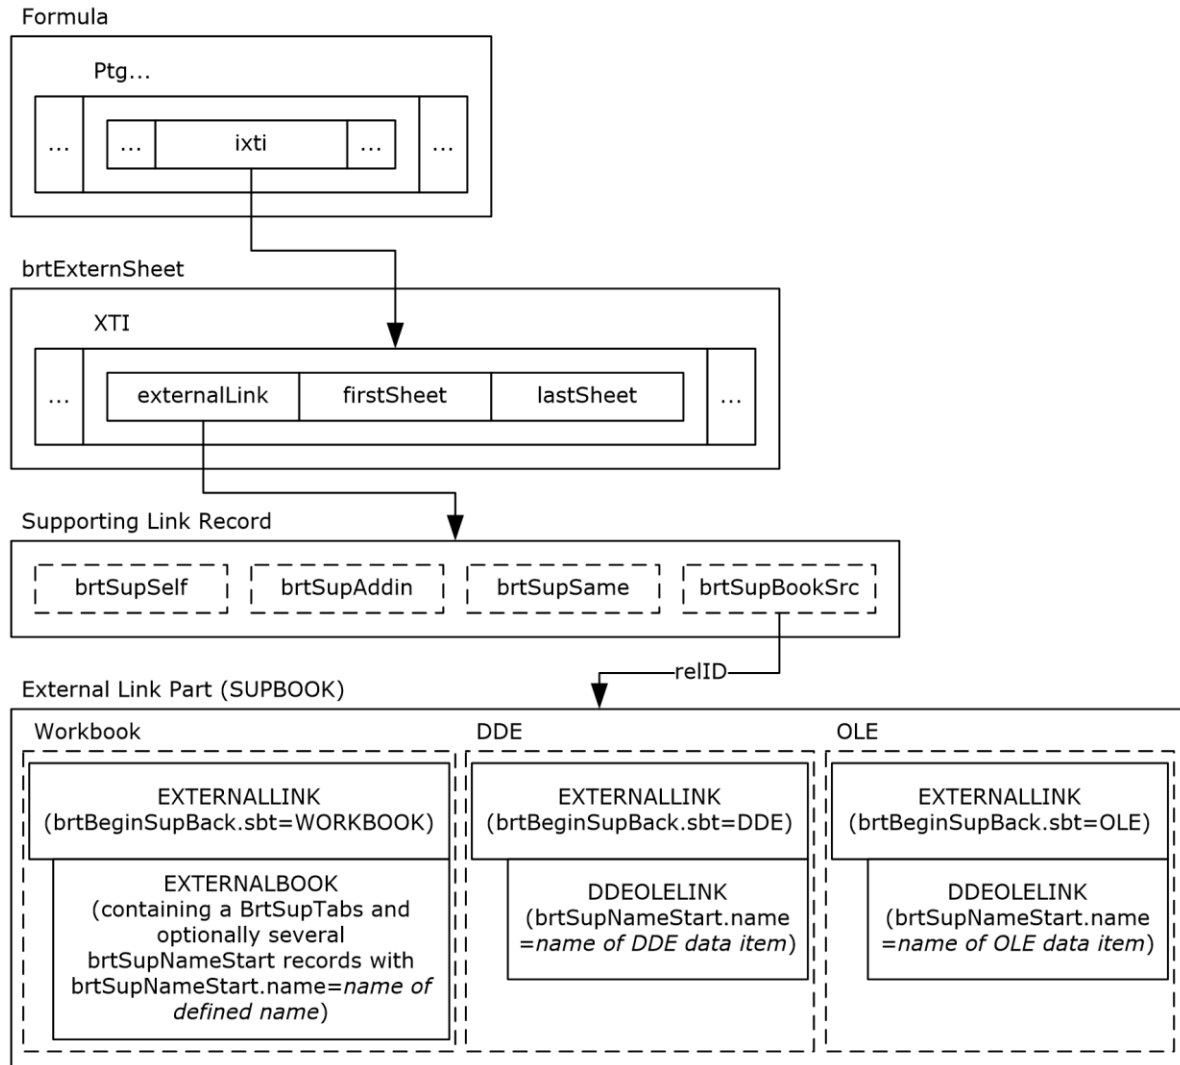 Formula
Ptg...
...
...
ixti
...
...
brtExternSheet
XTI
...
externalLink
firstSheet
lastSheet
...
Supporting Link Record
brtSupSelf
brtSupAddin
brtSupSame
brtSupBookSrc
relID
External Link Part (SUPBOOK)
Workbook
EXTERNALLINK
(brtBeginSupBack.sbt=WORKBOOK)
EXTERNALBOOK
(containing a BrtSupTabs and
optionally several
brtSupNameStart records with
brtSupNameStart.name=name of
defined name)
DDE
EXTERNALLINK
(brtBeginSupBack.sbt=DDE)
DDEOLELINK
(brtSupNameStart.name
=name of DDE data item)
OLE
EXTERNALLINK
(brtBeginSupBack.sbt=OLE)
DDEOLELINK
(brtSupNameStart.name
=name of OLE data item)